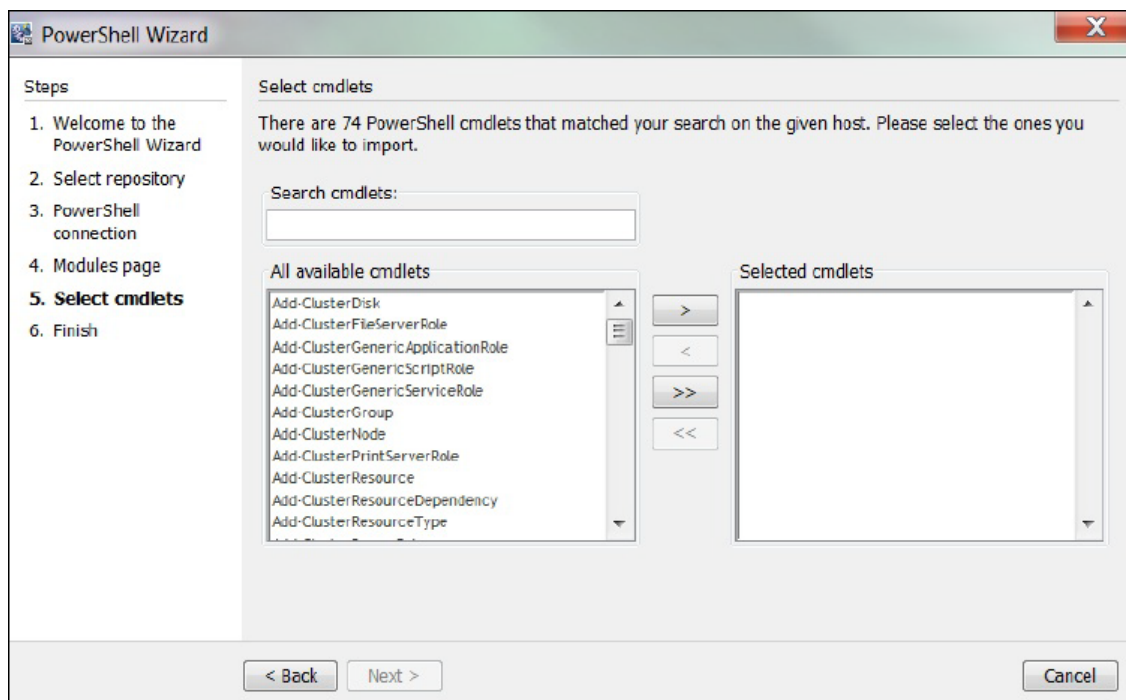 PowerShell Wizard
X
Steps
1. Welcome to the
PowerShell Wizard
2. Select repository
3. PowerShell
connection
4. Modules page
5. Select cmdlets
6. Finish
Select cmdlets
There are 74 PowerShell cmdlets that matched your search on the given host. Please select the ones you
would like to import.
Search cmdlets:
All available cmdlets
Add-ClusterDisk
Add-ClusterFileServerRole
Add-ClusterGenericApplicationRole
Add-ClusterGenericScriptRole
Add-ClusterGenericServiceRole
Add-ClusterGroup
Add-ClusterNode
Add-ClusterPrintServerRole
Add-ClusterResource
Add-ClusterResourceDependency
Add-ClusterResourceType
>
<
>>
<<
Selected cmdlets
< Back
Next >
Cancel